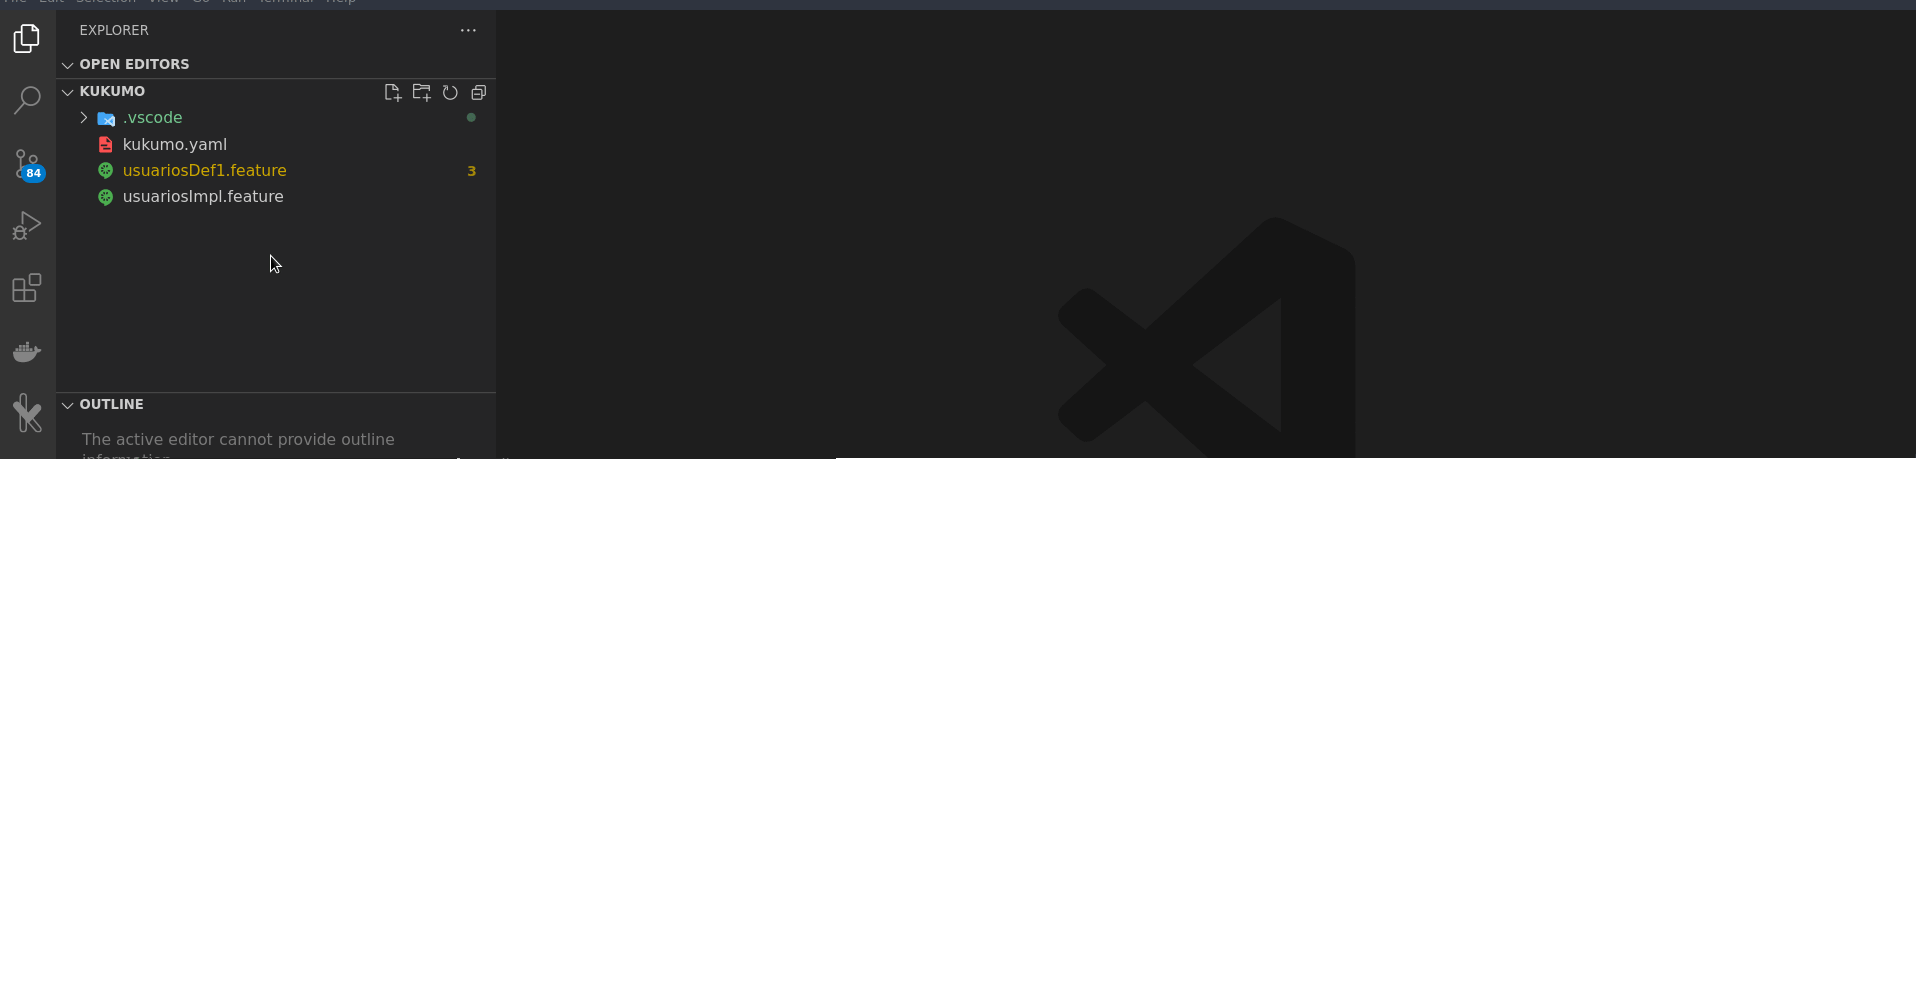 File Edit Selection View Go Run Terminal Help
EXPLORER
OPEN EDITORS
KUKUMO
.vscode
kukumo.yaml
usuariosDef1.feature 3
usuariosImpl.feature
84
OUTLINE
The active editor cannot provide outline
information.